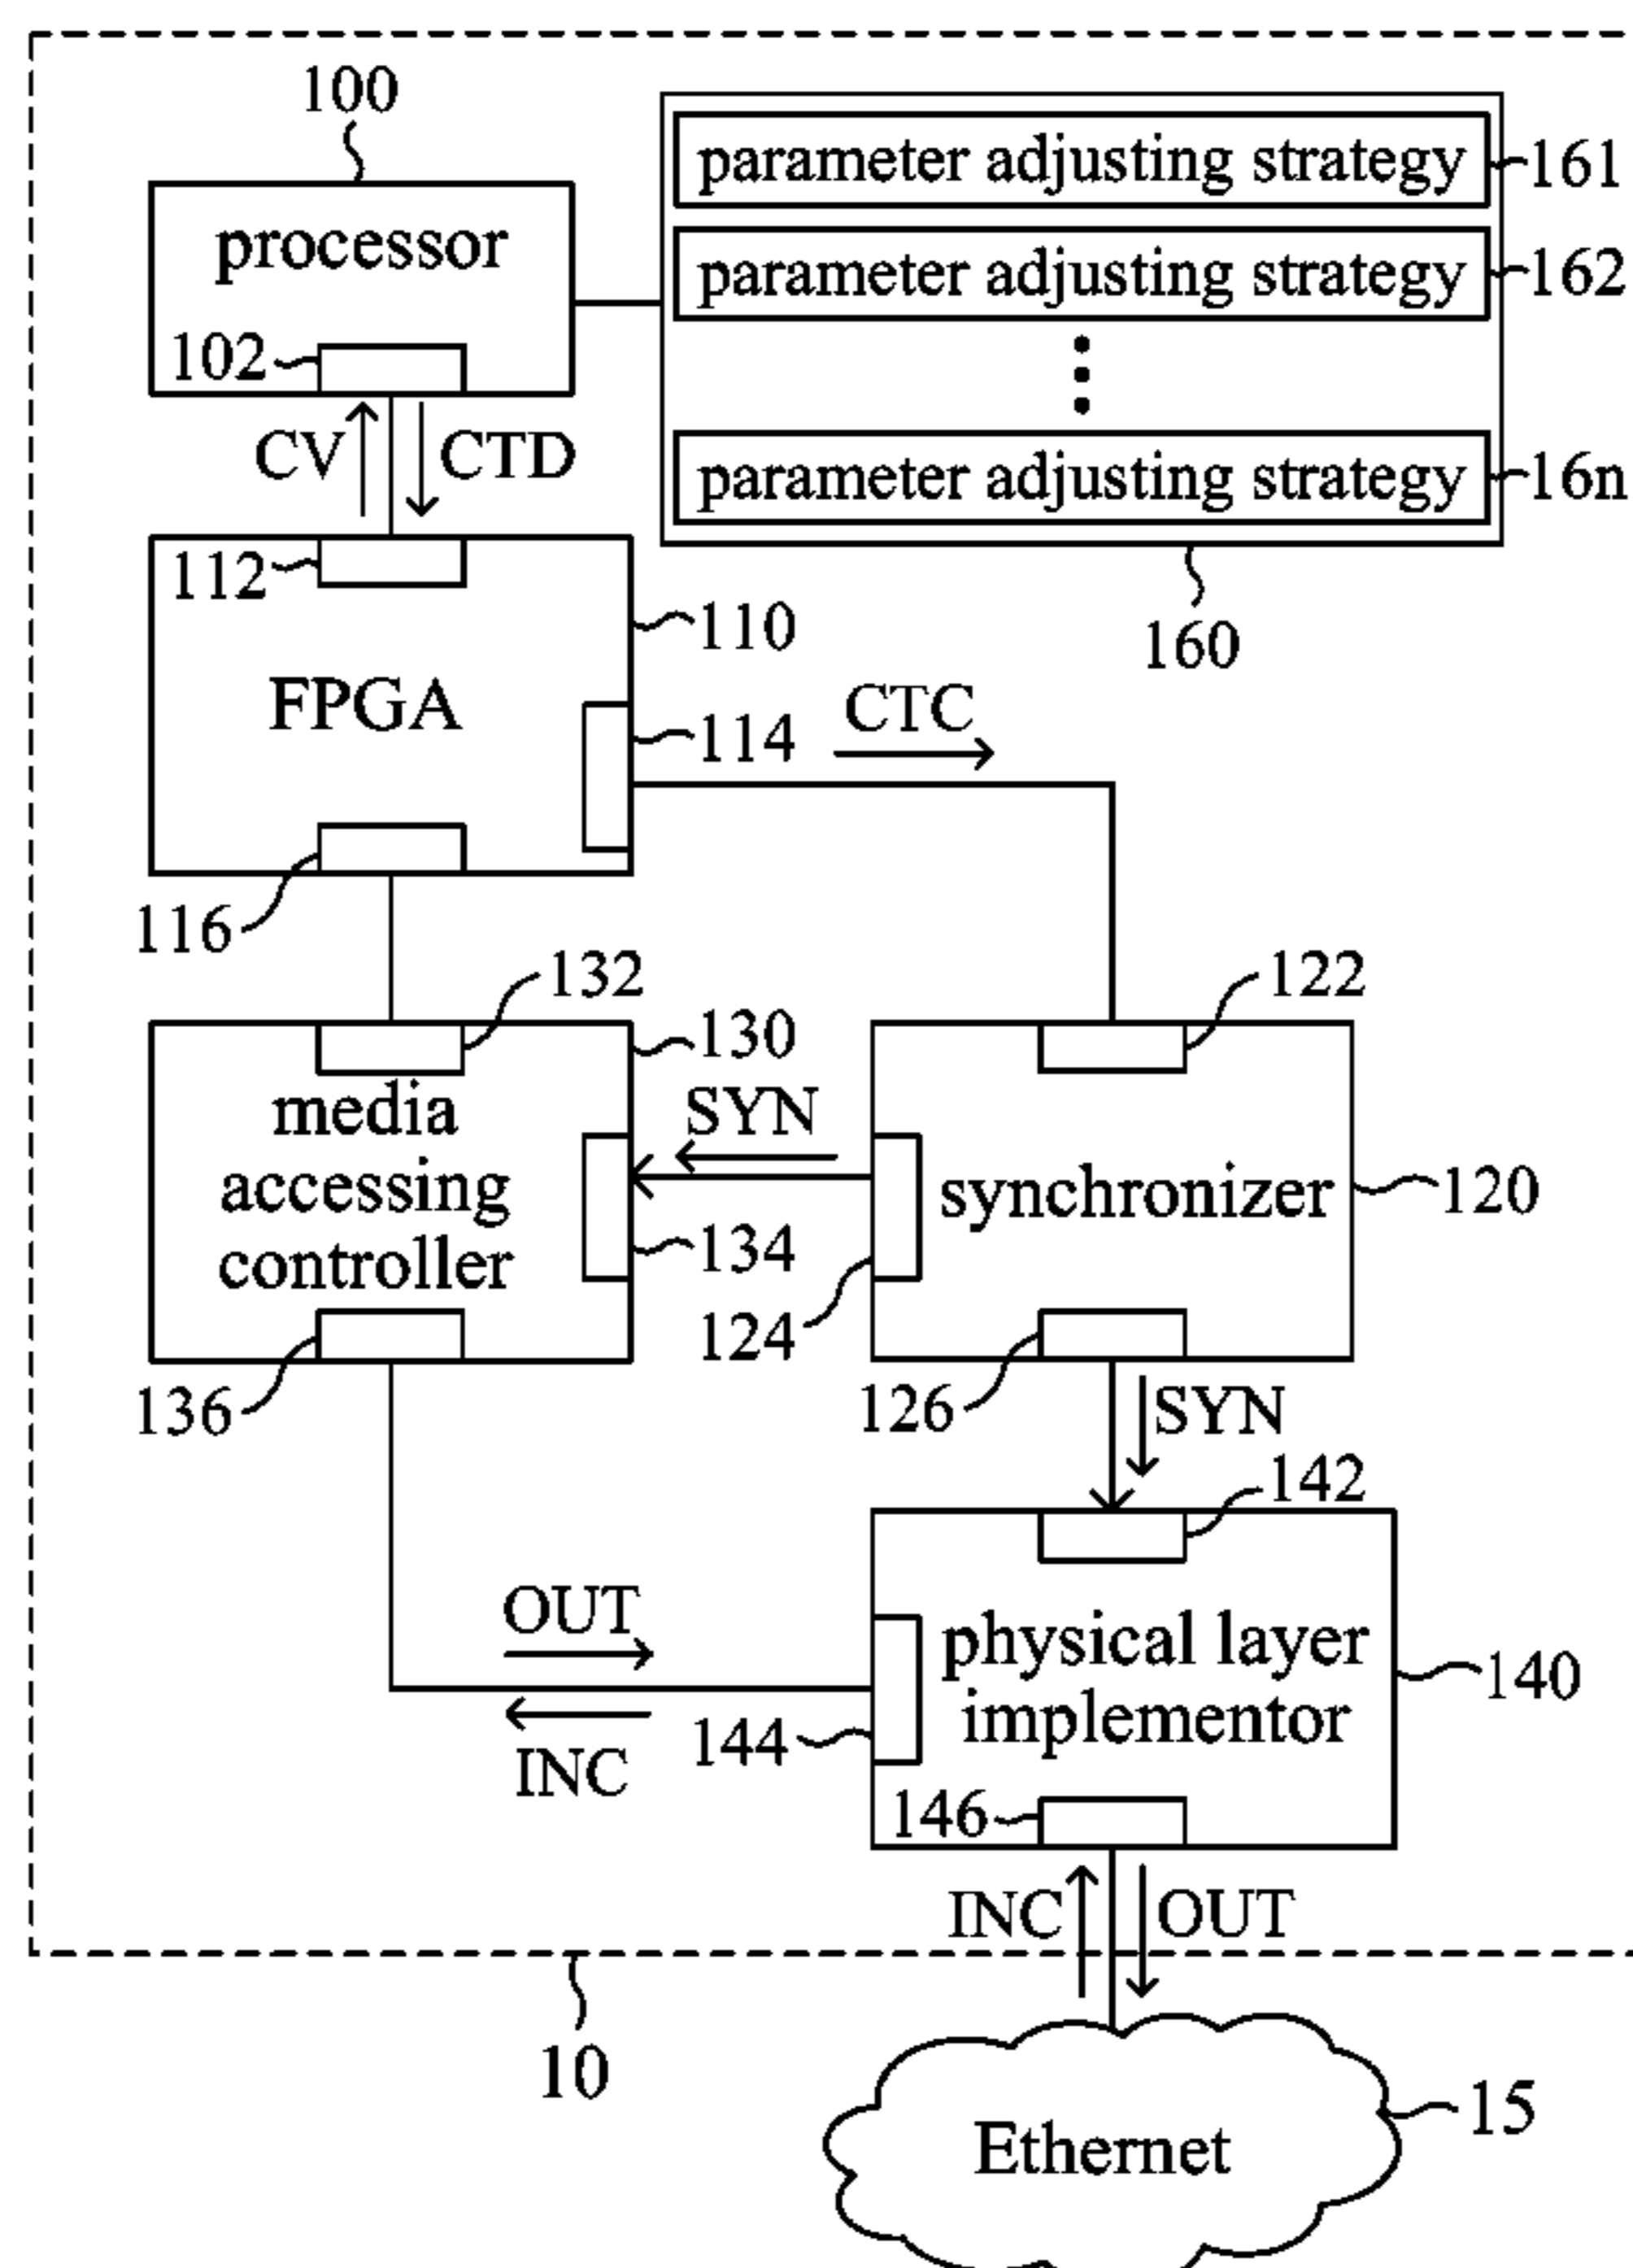 100
processor
102
parameter adjusting strategy
161
parameter adjusting strategy
162
parameter adjusting strategy
16n
160
CV
CTD
112
110
FPGA
114
CTC
116
132
130
122
media
accessing
controller
SYN
134
synchronizer
120
124
136
126
SYN
142
OUT
INC
144
physical layer
implementor
140
146
INC
OUT
10
Ethernet
15